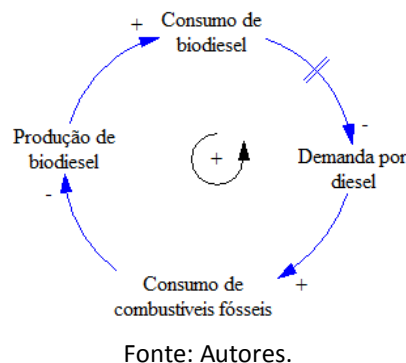 Consumo de
biodiesel
+
Produção de
biodiesel
-
+
-
Demanda por
diesel
Consumo de
combustíveis fósseis
+
Fonte: Autores.